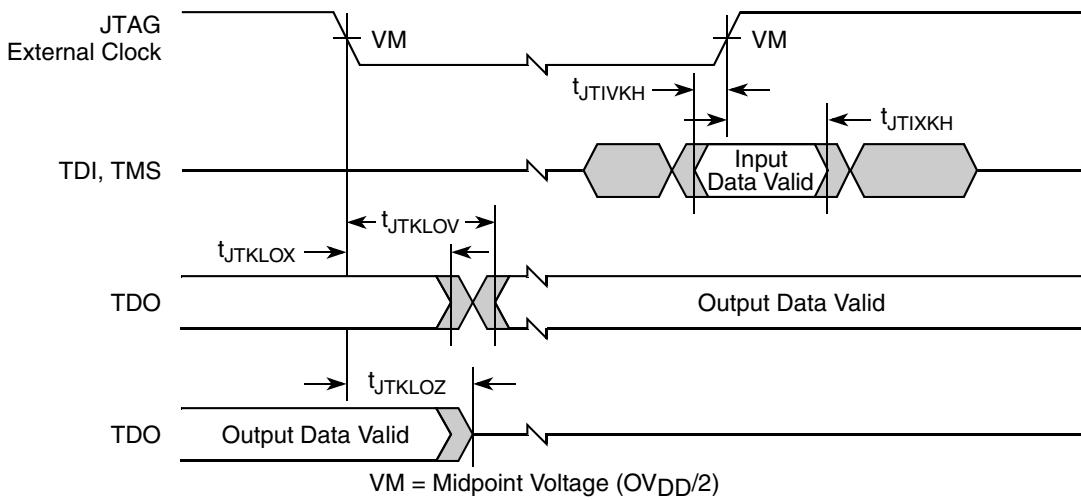 JTAG
External Clock
VM
VM
tJTIVKH
tJTIXKH
TDI, TMS
Input
Data Valid
tJTKLOV
tJTKLOX
TDO
Output Data Valid
tJTKLOZ
TDO
Output Data Valid
VM = Midpoint Voltage (OVDD/2)